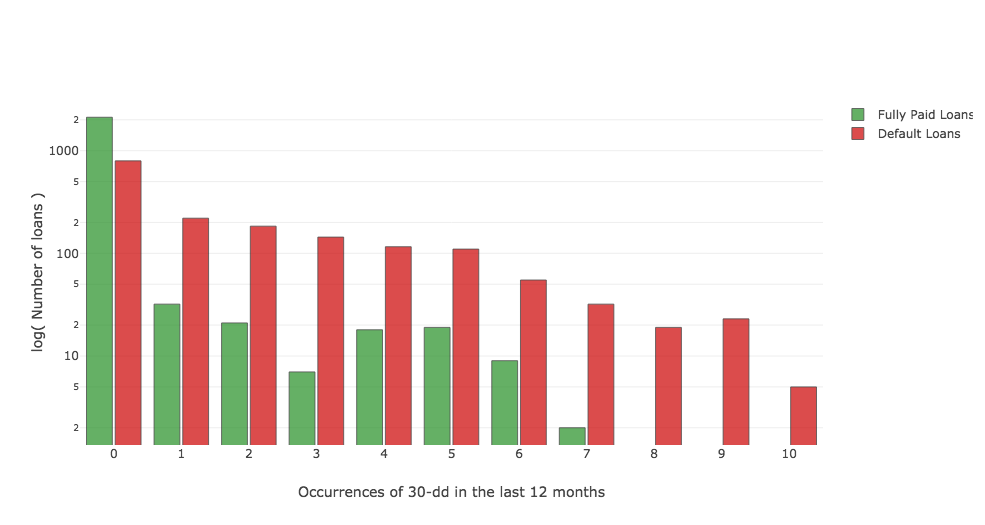 Fully Paid Loans
Default Loans
log( Number of loans )
2
1000
5
2
100
5
2
10
5
2
0 1 2 3 4 5 6 7 8 9 10
Occurrences of 30-dd in the last 12 months